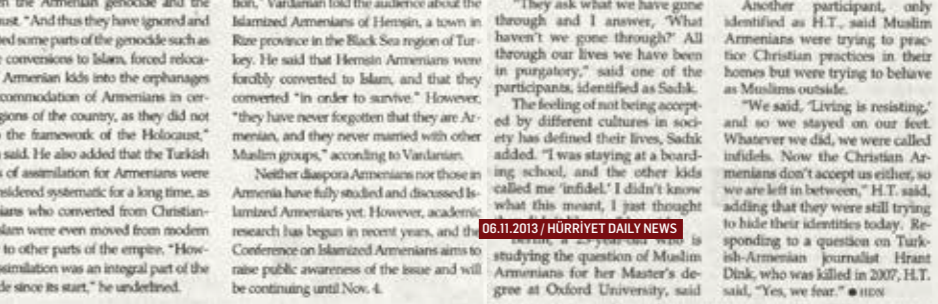 n the Armenian genocide and the
ust. "And thus they have ignored and
ed some parts of the genocide such as
conversions to Islam, forced reloca-
Armenian kids into the orphanages
commodation of Armenians in cer-
gions of the country, as they did not
the framework of the Holocaust,"
said. He also added that the Turkish
s of assimilation for Armenians were
nsidered systematic for a long time, as
ians who converted from Christian-
slam were even moved from modern
to other parts of the empire. "How-
ssimilation was an integral part of the
de since its start," he underlined.
tion," Vardanian told the audience about the
Islamized Armenians of Hemşin, a town in
Rize province in the Black Sea region of Tur-
key. He said that Hemşin Armenians were
forcibly converted to Islam, and that they
converted "in order to survive." However,
"they have never forgotten that they are Ar-
menian, and they never married with other
Muslim groups," according to Vardanian.
Neither diaspora Armenians nor those in
Armenia have fully studied and discussed Is-
lamized Armenians yet. However, academic
research has begun in recent years, and the
Conference on Islamized Armenians aims to
raise public awareness of the issue and will
be continuing until Nov. 4.
"They ask what we have gone
through and I answer, 'What
haven't we gone through?' All
through our lives we have been
in purgatory," said one of the
participants, identified as Sadık.
The feeling of not being accept-
ed by different cultures in soci-
ety has defined their lives, Sadık
added. "I was staying at a board-
ing school, and the other kids
called me 'infidel.' I didn't know
what this meant, I just thought
06.11.2013 / HÜRRİYET DAILY NEWS
Berlin, a 25-year-old who is
studying the question of Muslim
Armenians for her Master's de-
gree at Oxford University, said
Another participant, only
identified as H.T., said Muslim
Armenians were trying to prac-
tice Christian practices in their
homes but were trying to behave
as Muslims outside.
"We said, 'Living is resisting,'
and so we stayed on our feet.
Whatever we did, we were called
infidels. Now the Christian Ar-
menians don't accept us either, so
we are left in between," H.T. said,
adding that they were still trying
to hide their identities today. Re-
sponding to a question on Turk-
ish-Armenian journalist Hrant
Dink, who was killed in 2007, H.T.
said, "Yes, we fear." ● HDN